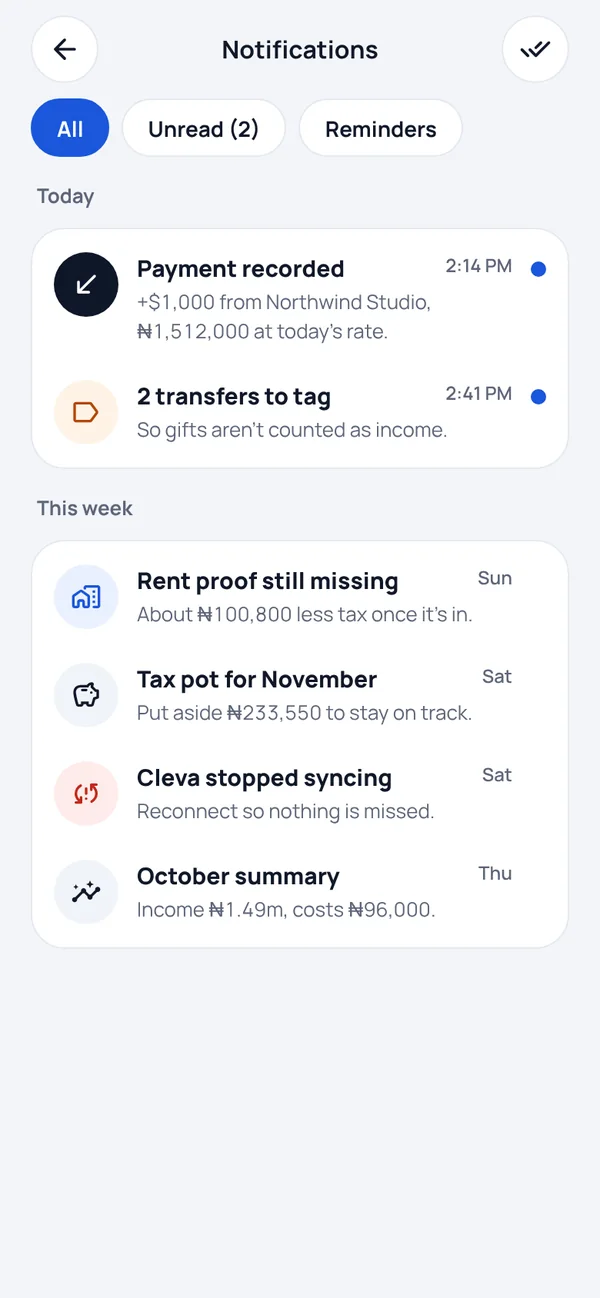 Notifications
All
Unread (2)
Reminders
Today
Payment recorded
2:14 PM
+$1,000 from Northwind Studio,
₦1,512,000 at today's rate.
2 transfers to tag
2:41 PM
So gifts aren't counted as income.
This week
Rent proof still missing
Sun
About ₦100,800 less tax once it's in.
Tax pot for November
Sat
Put aside ₦233,550 to stay on track.
Cleva stopped syncing
Sat
Reconnect so nothing is missed.
October summary
Thu
Income ₦1.49m, costs ₦96,000.